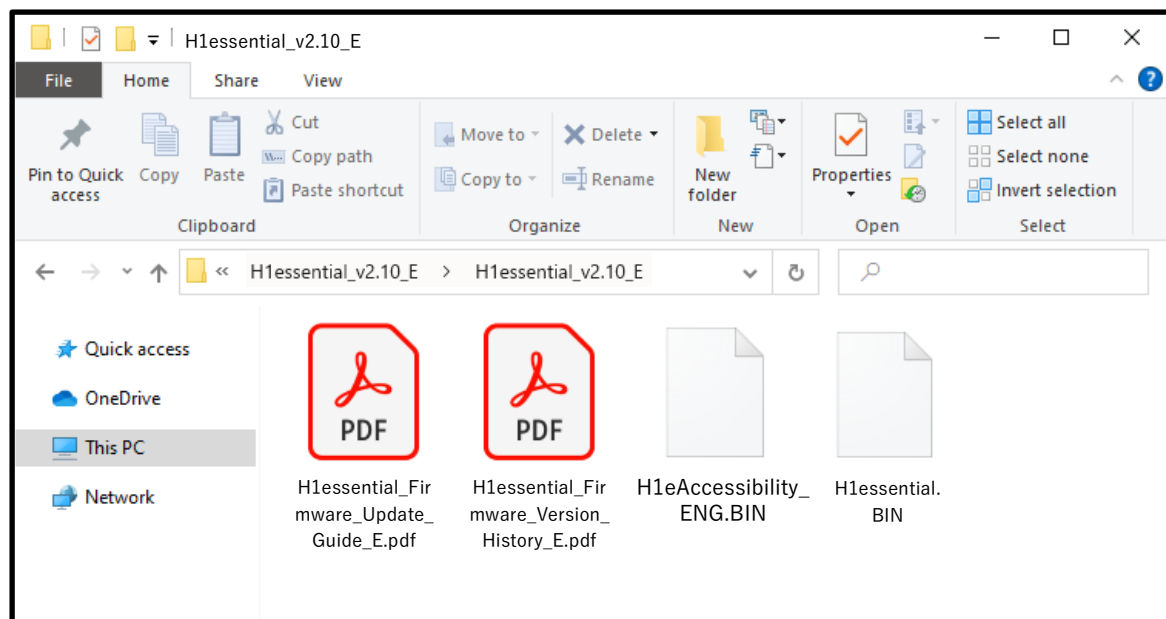 H1essential_v2.10_E
File Home Share View
Pin to Quick access
Copy
Paste
Cut
Copy path
Paste shortcut
Clipboard
Move to
Copy to
Delete
Rename
Organize
New folder
New
Properties
Open
Select all
Select none
Invert selection
Select
« H1essential_v2.10_E > H1essential_v2.10_E
Quick access
OneDrive
This PC
Network
PDF
H1essential_Fir
mware_Update_
Guide_E.pdf
PDF
H1essential_Fir
mware_Version_
History_E.pdf
H1eAccessibility_
ENG.BIN
H1essential.
BIN